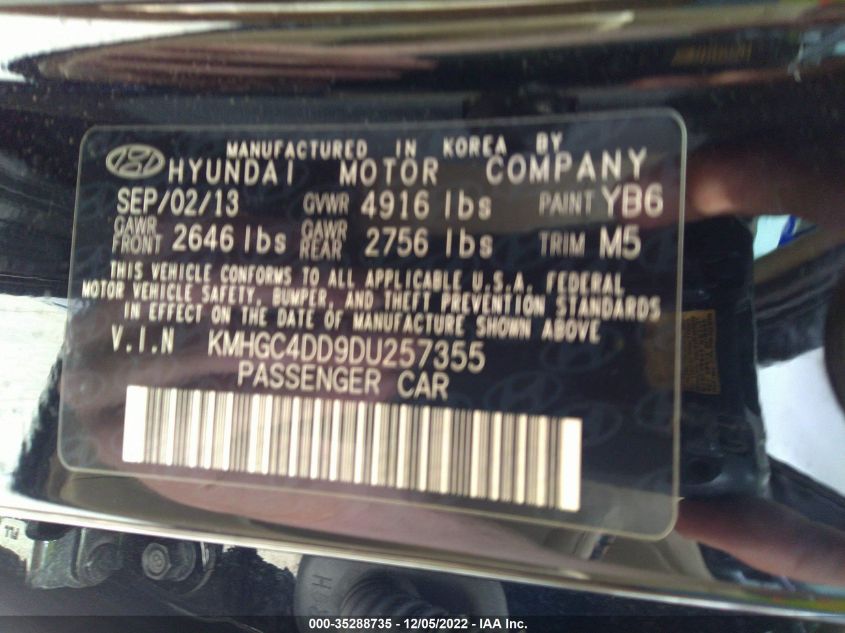 MANUFACTURED IN KOREA BY
HYUNDAI MOTOR COMPANY
SEP/02/13 GVWR 4916 lbs PAINT YB6
GAWR FRONT 2646 lbs GAWR REAR 2756 lbs TRIM M5
THIS VEHICLE CONFORMS TO ALL APPLICABLE U.S.A. FEDERAL
MOTOR VEHICLE SAFETY, BUMPER, AND THEFT PREVENTION STANDARDS
IN EFFECT ON THE DATE OF MANUFACTURE SHOWN ABOVE.
V.I.N KMHGC4DD9DU257355
PASSENGER CAR
000-35288735 - 12/05/2022 - IAA Inc.